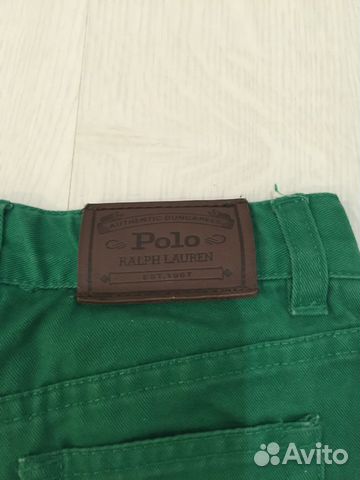 AUTHENTIC DUNGAREES
Polo
RALPH LAUREN
EST. 1967
Avito